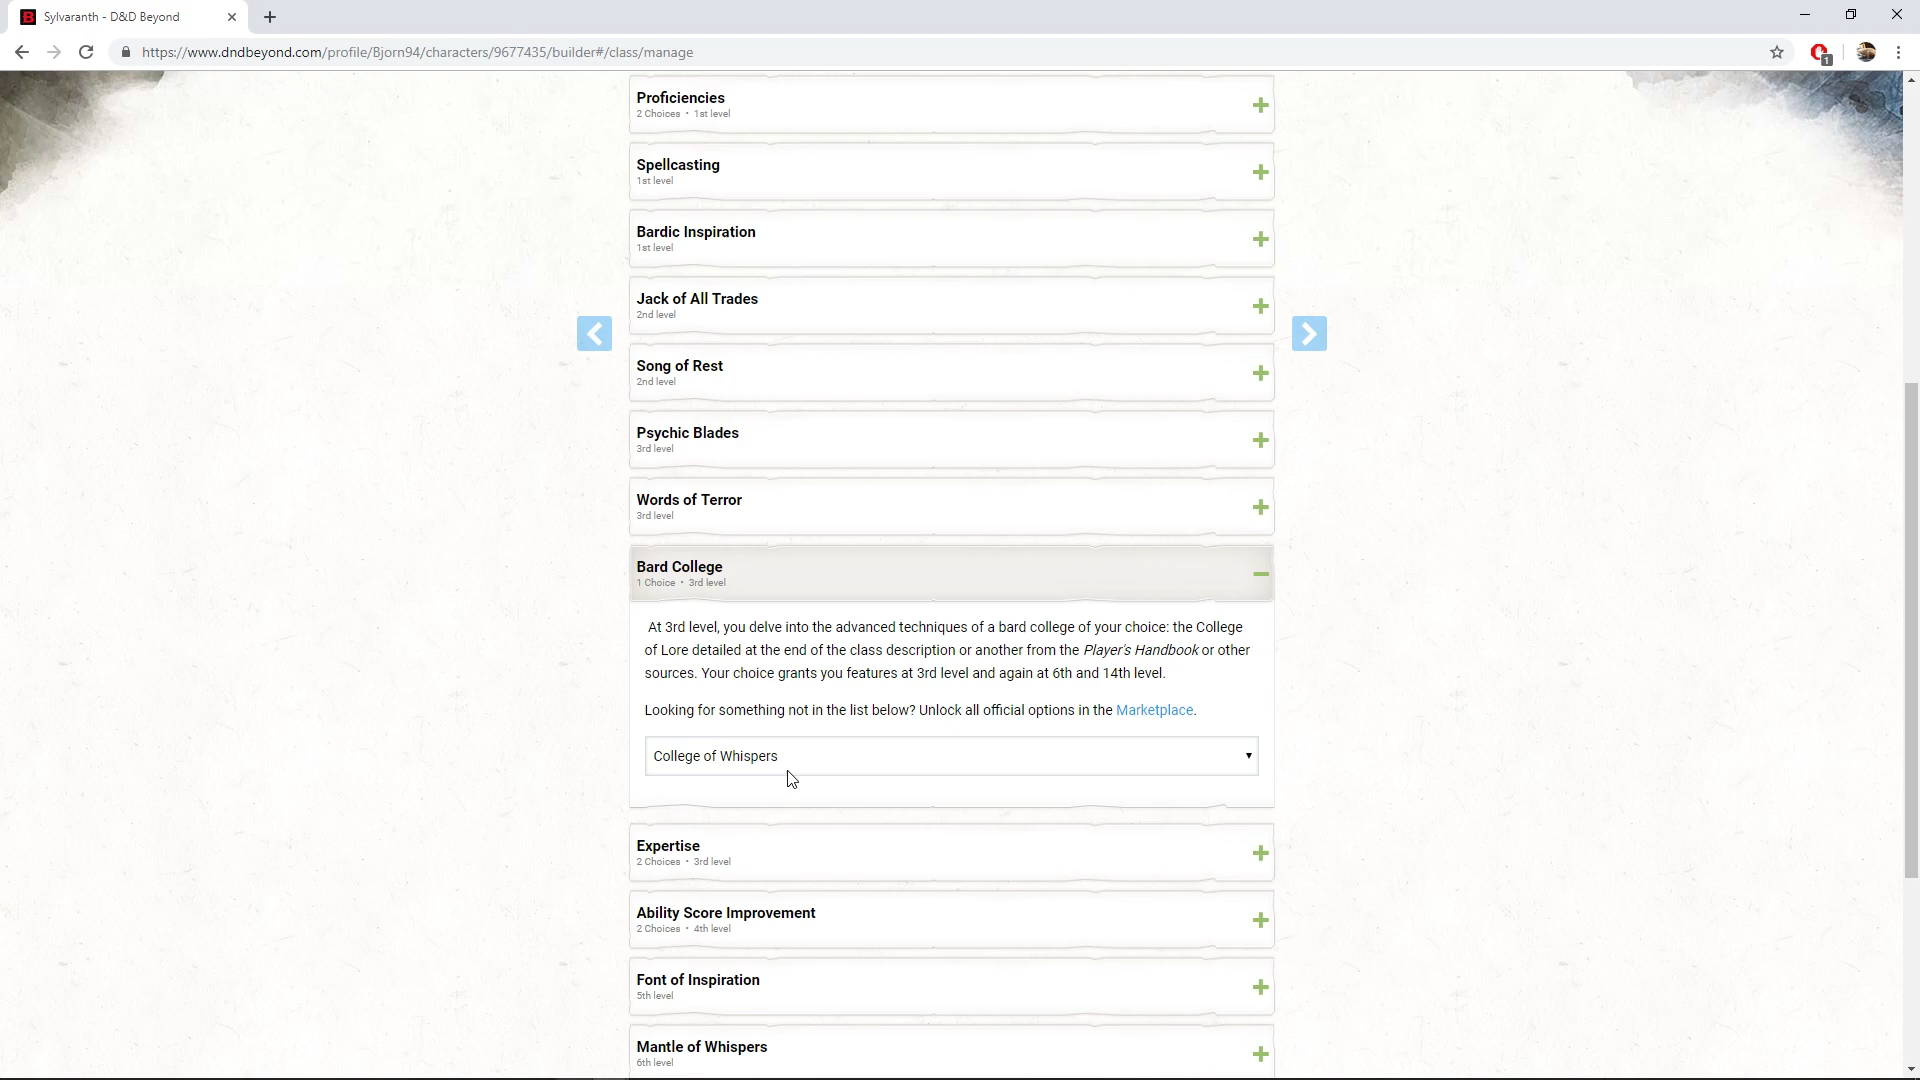 Sylvaranth - D&D Beyond
https://www.dndbeyond.com/profile/Bjorn94/characters/9677435/builder#/class/manage
1
Proficiencies
2 Choices • 1st level
Spellcasting
1st level
Bardic Inspiration
1st level
Jack of All Trades
2nd level
Song of Rest
2nd level
Psychic Blades
3rd level
Words of Terror
3rd level
Bard College
1 Choice • 3rd level
At 3rd level, you delve into the advanced techniques of a bard college of your choice: the College
of Lore detailed at the end of the class description or another from the Player's Handbook or other
sources. Your choice grants you features at 3rd level and again at 6th and 14th level.
Looking for something not in the list below? Unlock all official options in the Marketplace.
College of Whispers
Expertise
2 Choices • 3rd level
Ability Score Improvement
2 Choices • 4th level
Font of Inspiration
5th level
Mantle of Whispers
6th level